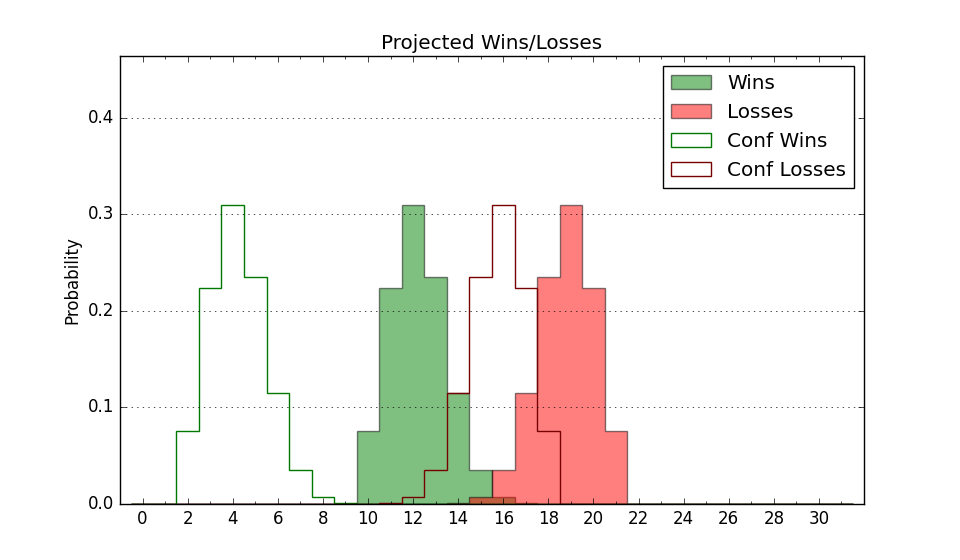 Projected Wins/Losses
Wins
Losses
Conf Wins
Conf Losses
Probability
0.4
0.3
0.2
0.1
0.0
0 2 4 6 8 10 12 14 16 18 20 22 24 26 28 30